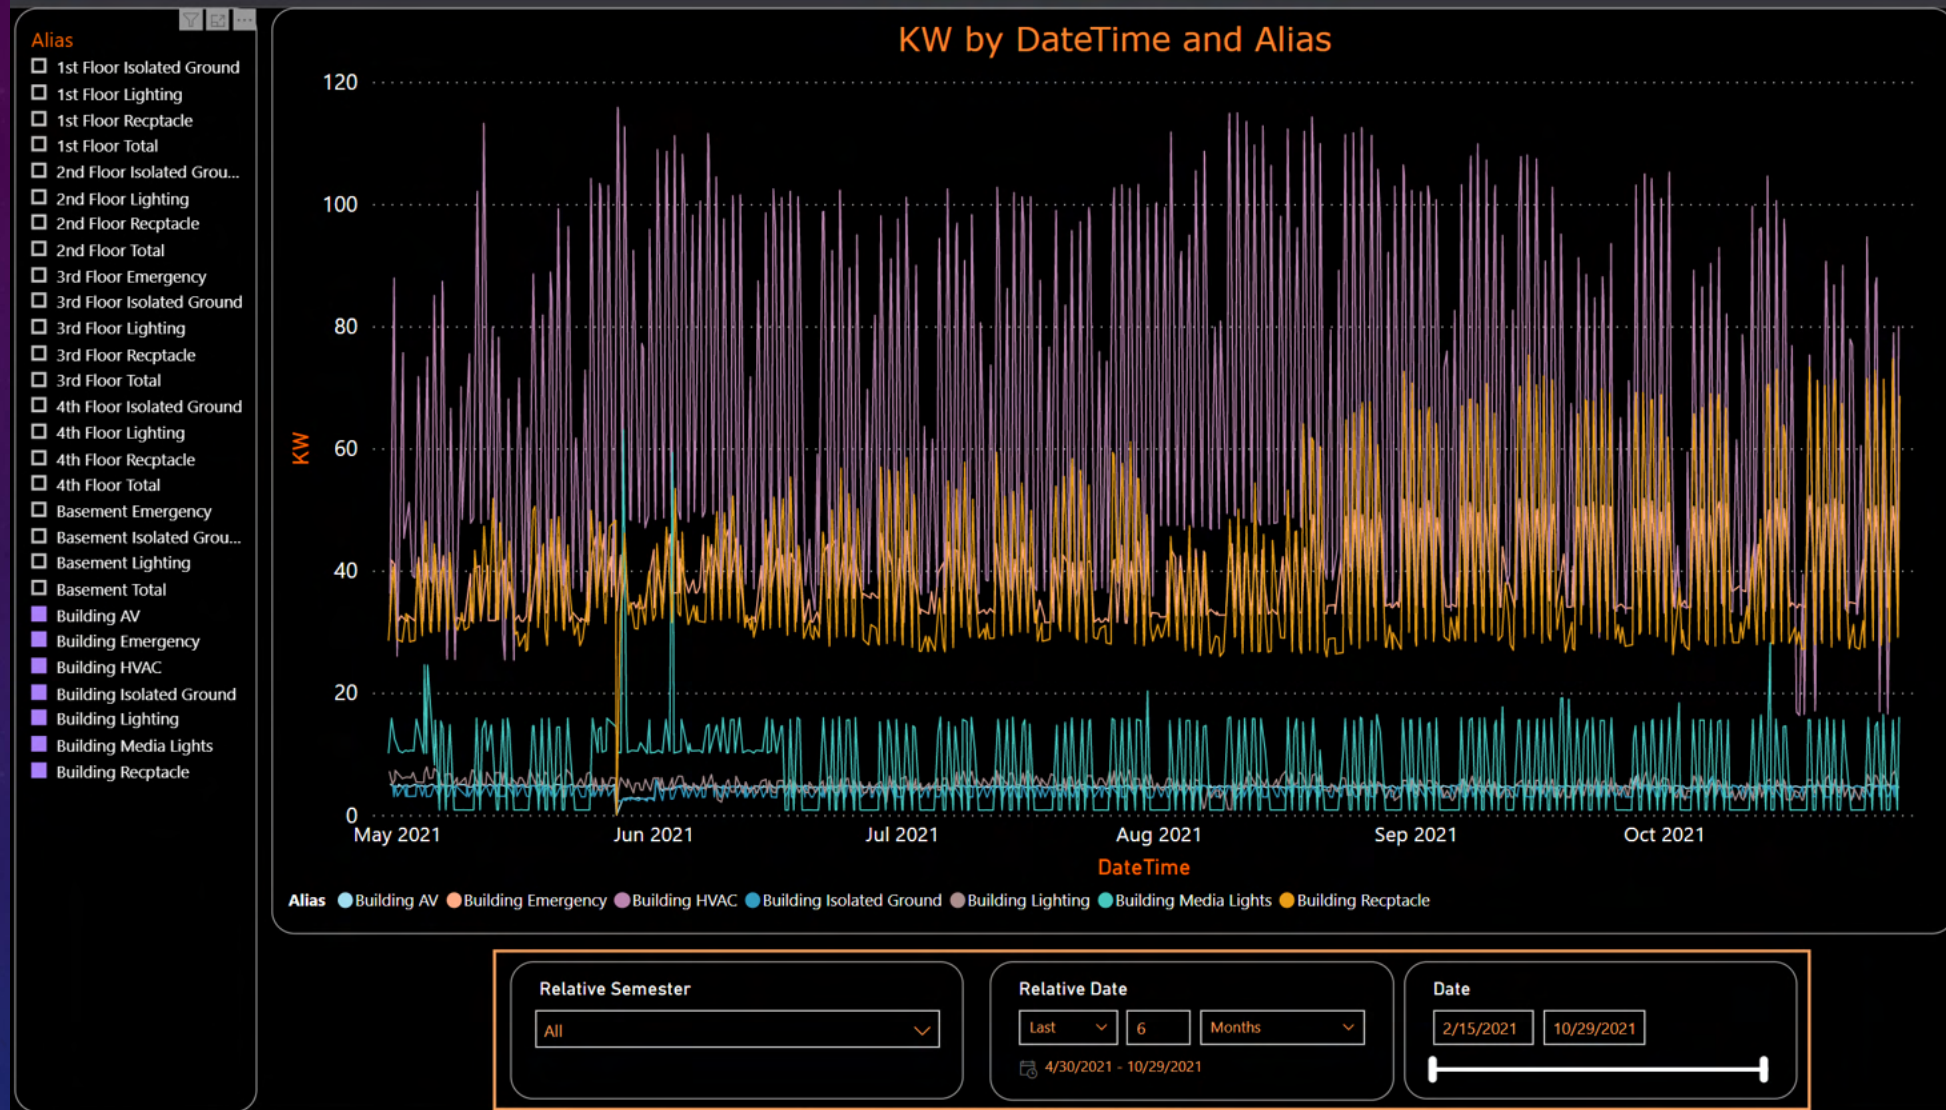 Alias
1st Floor Isolated Ground
1st Floor Lighting
1st Floor Recptacle
1st Floor Total
2nd Floor Isolated Grou...
2nd Floor Lighting
2nd Floor Recptacle
2nd Floor Total
3rd Floor Emergency
3rd Floor Isolated Ground
3rd Floor Lighting
3rd Floor Recptacle
3rd Floor Total
4th Floor Isolated Ground
4th Floor Lighting
4th Floor Recptacle
4th Floor Total
Basement Emergency
Basement Isolated Grou...
Basement Lighting
Basement Total
Building AV
Building Emergency
Building HVAC
Building Isolated Ground
Building Lighting
Building Media Lights
Building Recptacle
KW by DateTime and Alias
120
100
80
60
40
20
0
KW
May 2021 Jun 2021 Jul 2021 Aug 2021 Sep 2021 Oct 2021
DateTime
Alias Building AV Building Emergency Building HVAC Building Isolated Ground Building Lighting Building Media Lights Building Recptacle
Relative Semester
All
Relative Date
Last 6 Months
4/30/2021 - 10/29/2021
Date
2/15/2021 10/29/2021